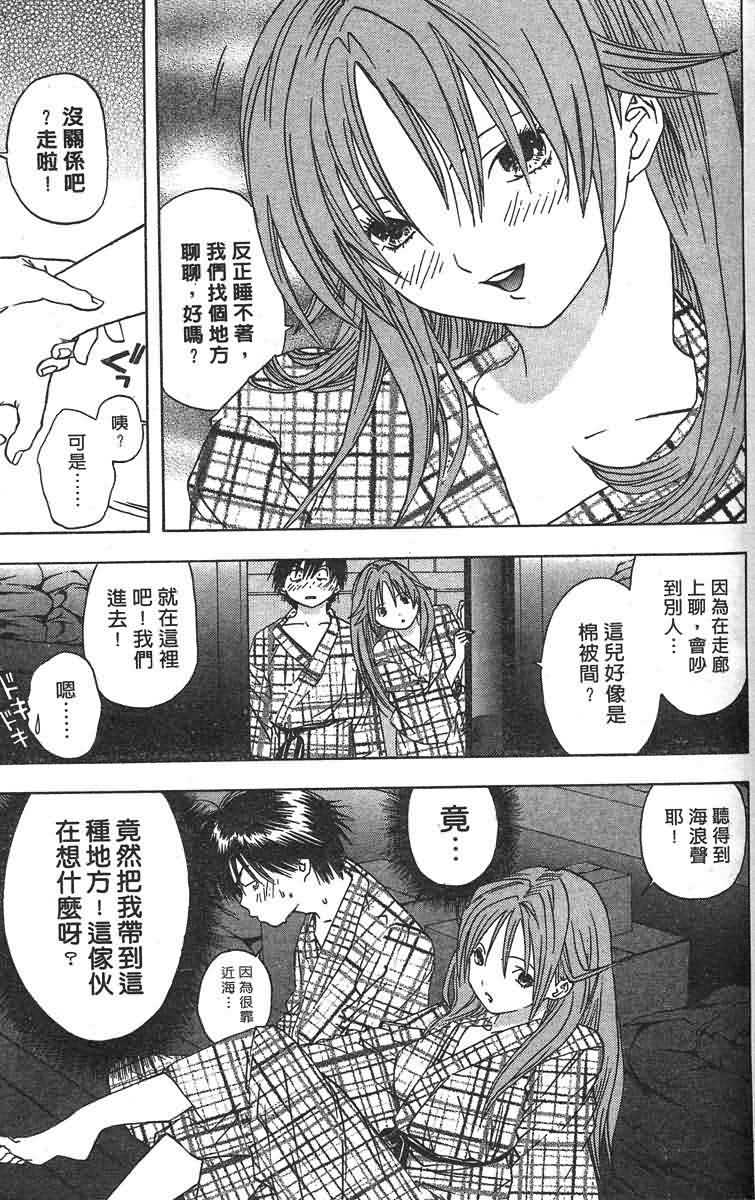 反正睡不著，
我們找個地方
聊聊，好嗎？
沒關係吧
？走啦！
ぐっ
咦？
可是……
因為在走廊
上聊，會吵
到別人…
這兒好像是
棉被間？
就在這裡
吧！我們
進去！
嗯……
ドキ
ドキ
ドキ
聽得到
海浪聲
耶！
竟…
因為很靠
近海…
竟然把我帶到這
種地方！這傢伙
在想什麼呀？